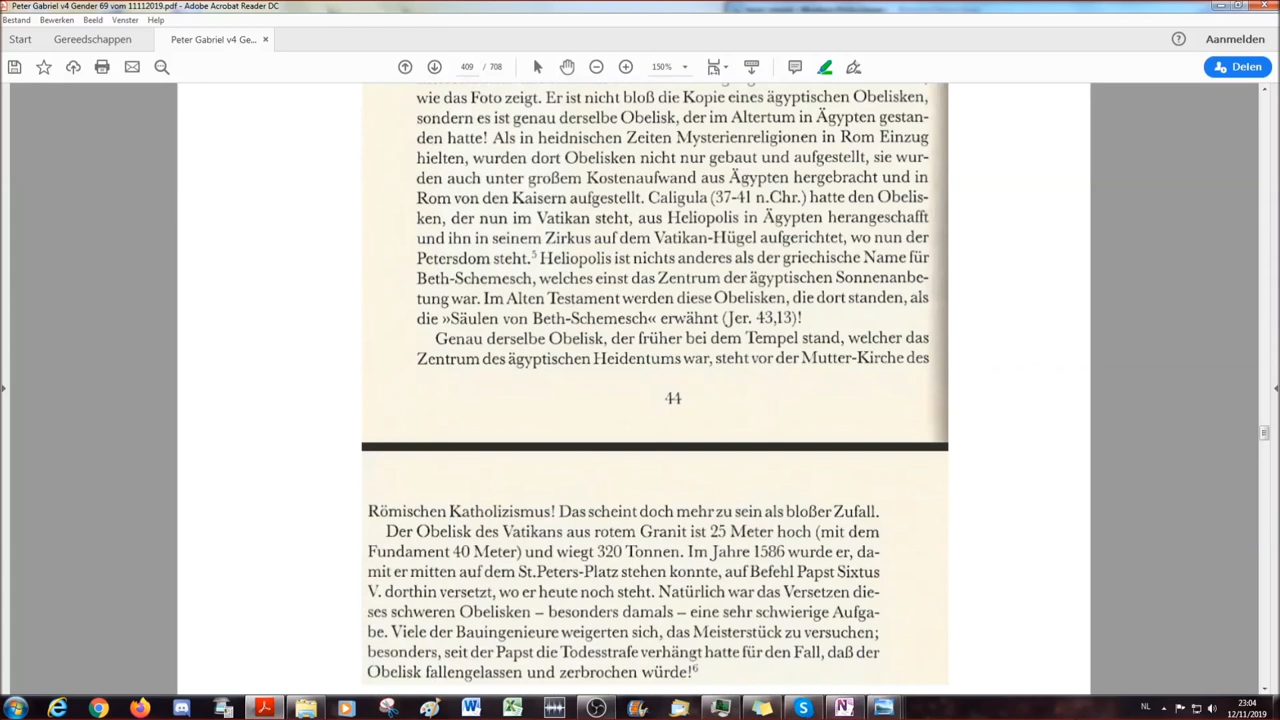 Peter Gabriel v4 Gender 69 vom 11112019.pdf - Adobe Acrobat Reader DC
Bestand Bewerken Beeld Venster Help
Start Gereedschappen Peter Gabriel v4 Ge... × Aanmelden
409 / 708 150% Delen
wie das Foto zeigt. Er ist nicht bloß die Kopie eines ägyptischen Obelisken,
sondern es ist genau derselbe Obelisk, der im Altertum in Ägypten gestan-
den hatte! Als in heidnischen Zeiten Mysterienreligionen in Rom Einzug
hielten, wurden dort Obelisken nicht nur gebaut und aufgestellt, sie wur-
den auch unter großem Kostenaufwand aus Ägypten hergebracht und in
Rom von den Kaisern aufgestellt. Caligula (37-41 n.Chr.) hatte den Obelis-
ken, der nun im Vatikan steht, aus Heliopolis in Ägypten herangeschafft
und ihn in seinem Zirkus auf dem Vatikan-Hügel aufgerichtet, wo nun der
Petersdom steht.⁵ Heliopolis ist nichts anderes als der griechische Name für
Beth-Schemesch, welches einst das Zentrum der ägyptischen Sonnenanbe-
tung war. Im Alten Testament werden diese Obelisken, die dort standen, als
die »Säulen von Beth-Schemesch« erwähnt (Jer. 43,13)!
Genau derselbe Obelisk, der früher bei dem Tempel stand, welcher das
Zentrum des ägyptischen Heidentums war, steht vor der Mutter-Kirche des
44
Römischen Katholizismus! Das scheint doch mehr zu sein als bloßer Zufall.
Der Obelisk des Vatikans aus rotem Granit ist 25 Meter hoch (mit dem
Fundament 40 Meter) und wiegt 320 Tonnen. Im Jahre 1586 wurde er, da-
mit er mitten auf dem St.Peters-Platz stehen konnte, auf Befehl Papst Sixtus
V. dorthin versetzt, wo er heute noch steht. Natürlich war das Versetzen die-
ses schweren Obelisken – besonders damals – eine sehr schwierige Aufga-
be. Viele der Bauingenieure weigerten sich, das Meisterstück zu versuchen;
besonders, seit der Papst die Todesstrafe verhängt hatte für den Fall, daß der
Obelisk fallengelassen und zerbrochen würde!⁶
NL 23:04
12/11/2019